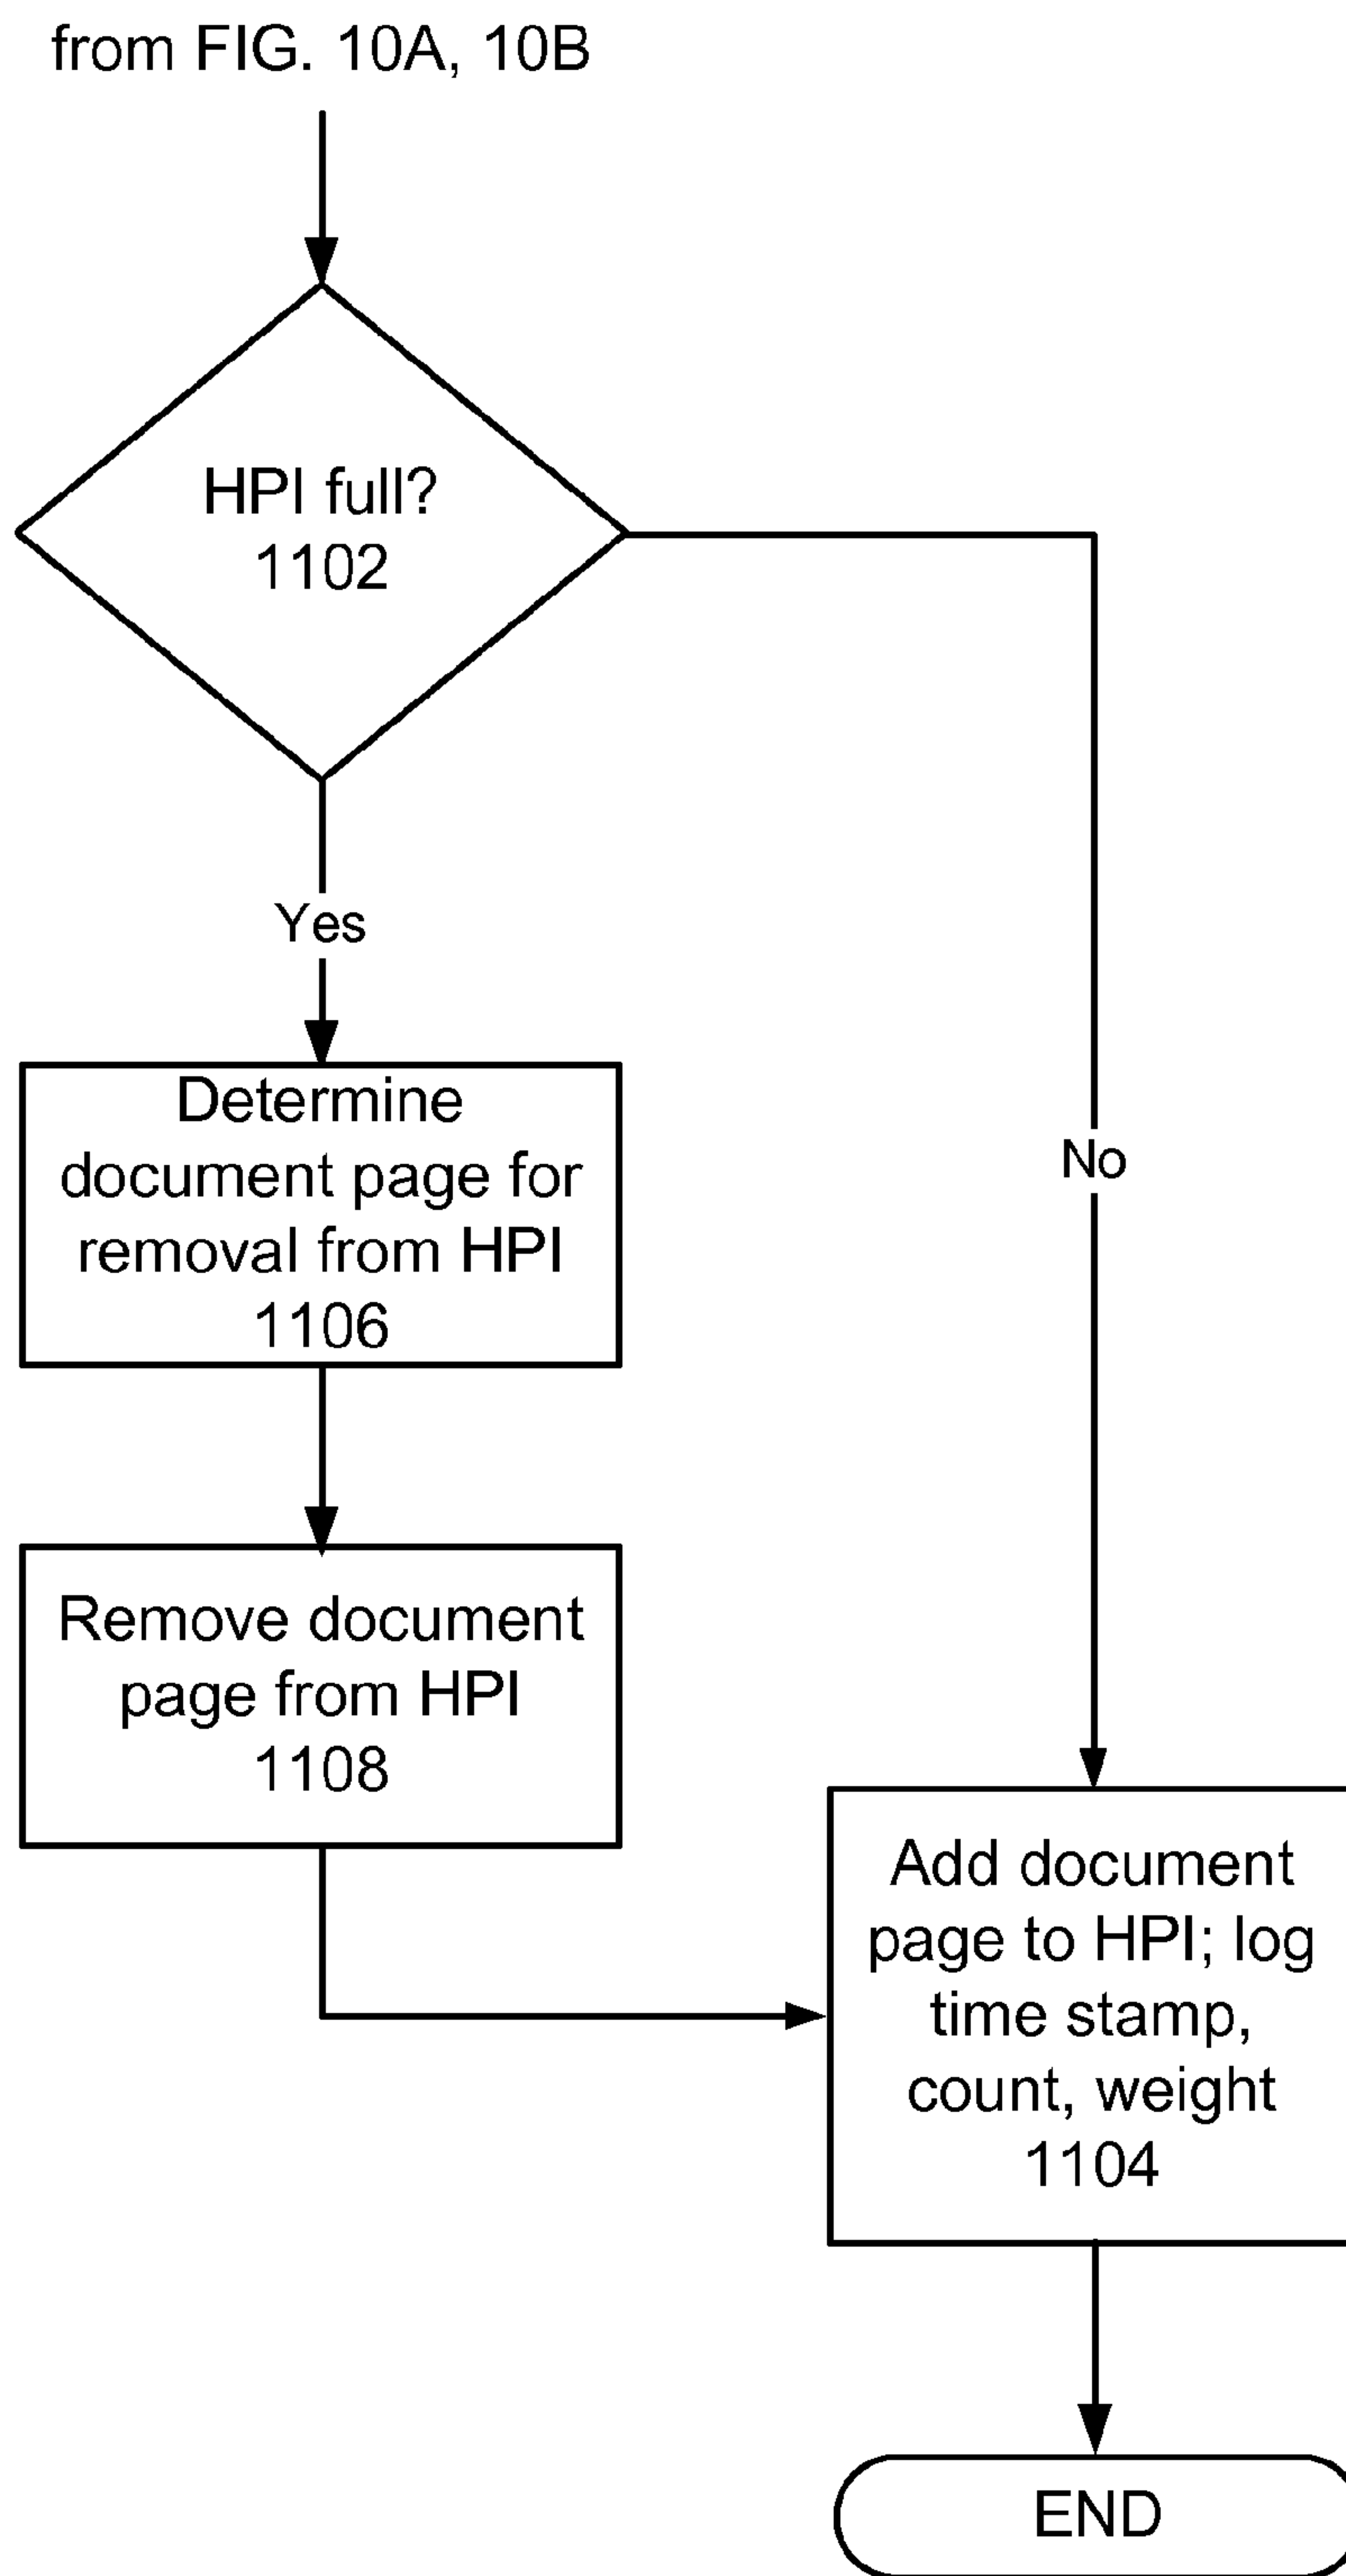 from FIG. 10A, 10B
HPI full?
1102
Yes
No
Determine
document page for
removal from HPI
1106
Remove document
page from HPI
1108
Add document
page to HPI; log
time stamp,
count, weight
1104
END